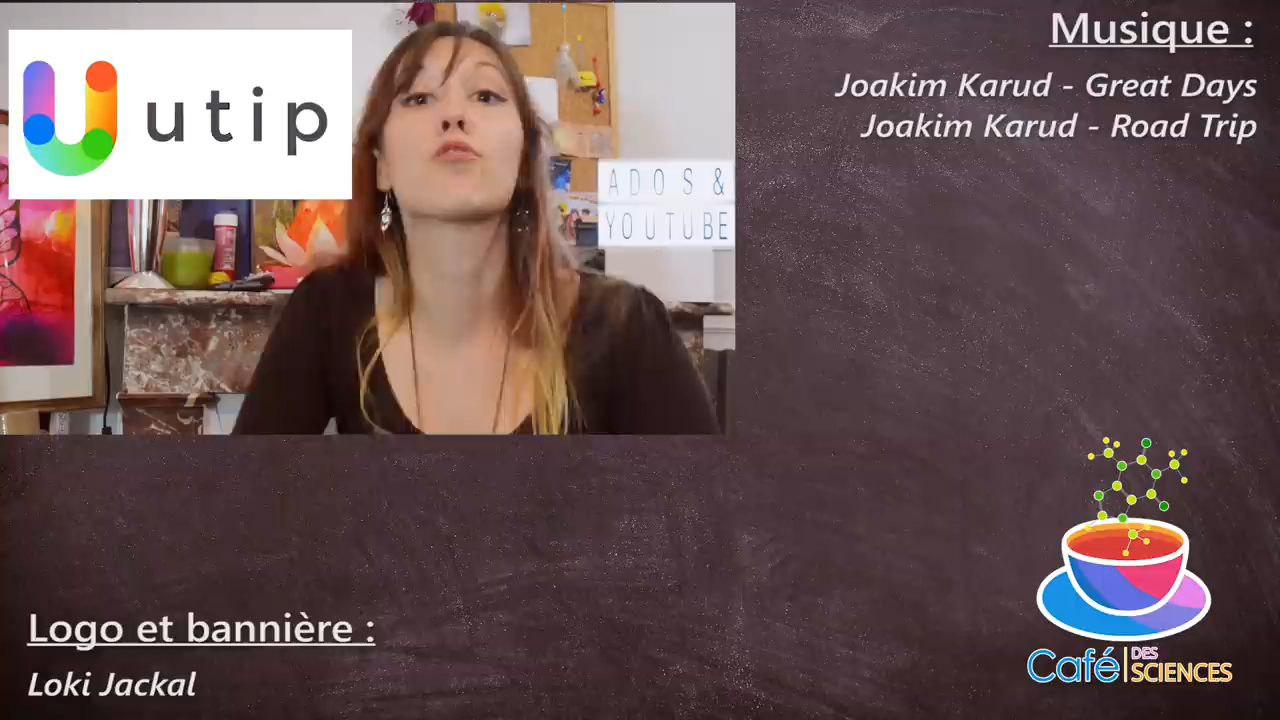 utip
ADOS &
YOUTUBE
Musique :
Joakim Karud - Great Days
Joakim Karud - Road Trip
Logo et bannière :
Loki Jackal
Café DES SCIENCES